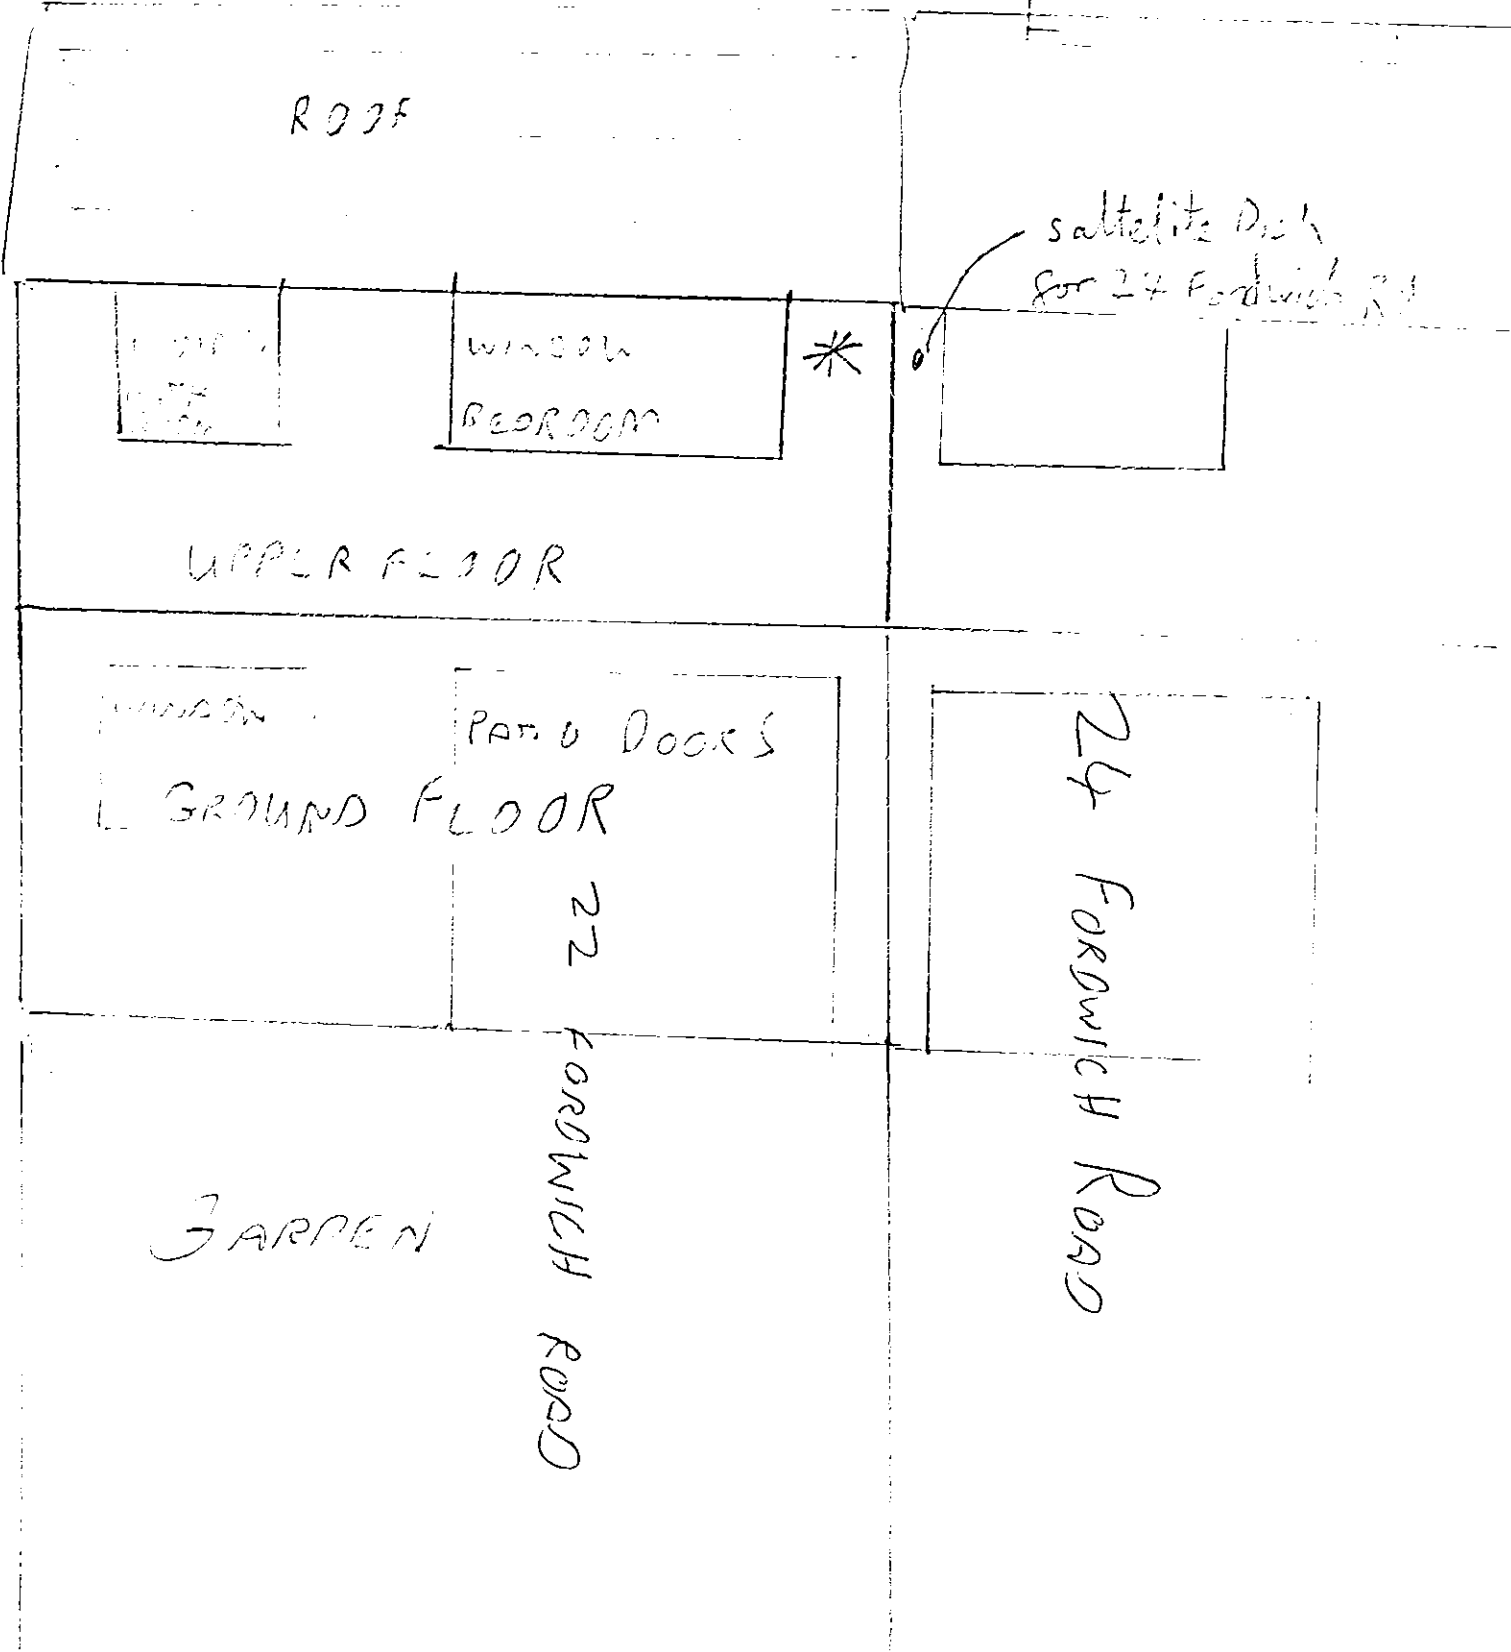 ROOF
saltelite Dish
for 24 Fordwich Rd
WINDOW
BEDROOM
*
UPPER FLOOR
WINDOW
PATIO DOORS
GROUND FLOOR
22 FORDWICH ROAD
24 FORDWICH ROAD
GARDEN